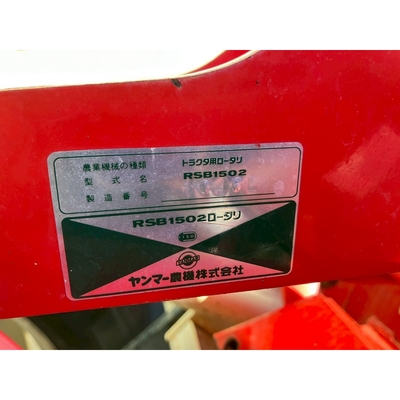 農業機械の種類 トラクタ用ロータリ
型式名 RSB1502
製造番号
RSB1502ロータリ
ヤンマー農機株式会社